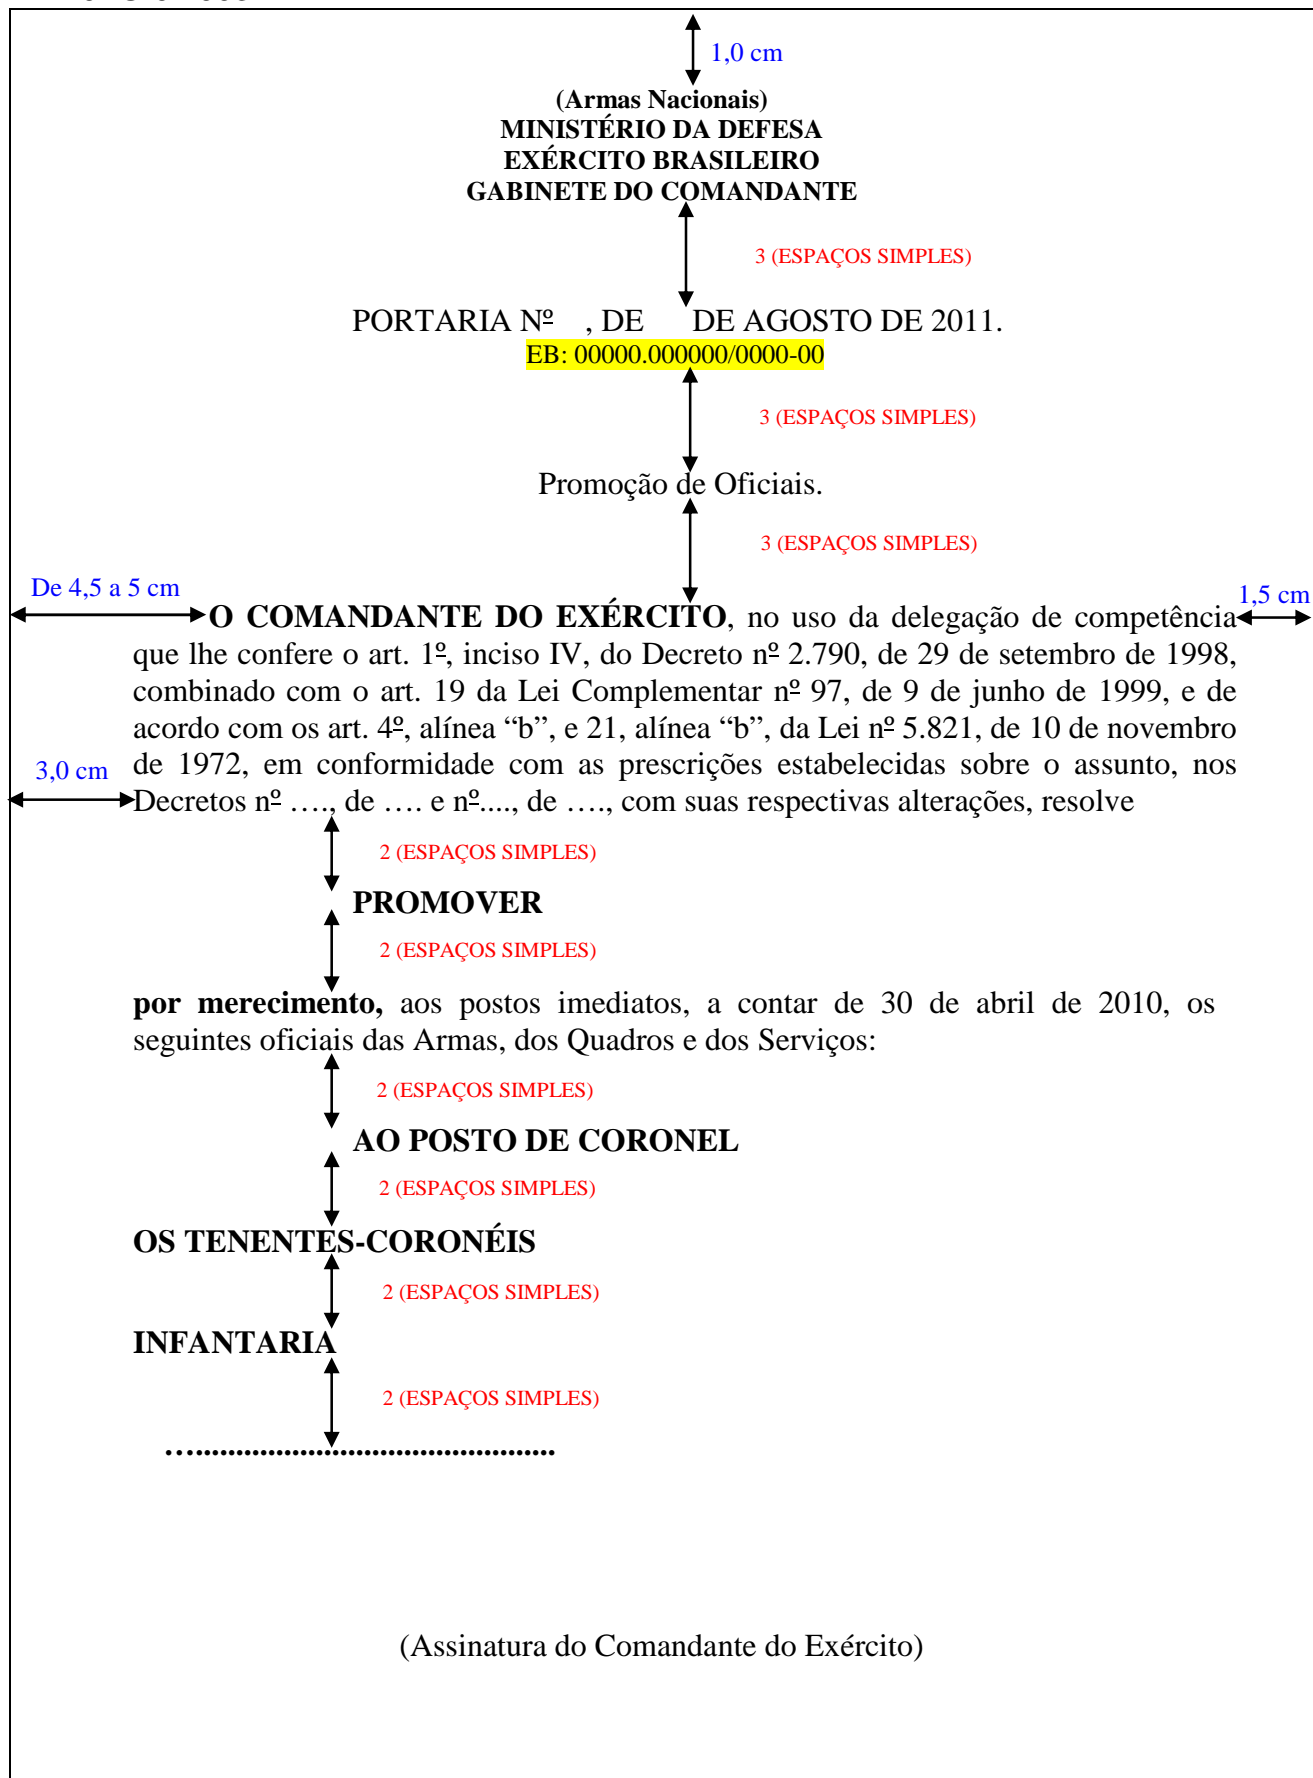 1,0 cm
(Armas Nacionais)
MINISTÉRIO DA DEFESA
EXÉRCITO BRASILEIRO
GABINETE DO COMANDANTE
3 (ESPAÇOS SIMPLES)
PORTARIA Nº , DE DE AGOSTO DE 2011.
EB: 00000.000000/0000-00
3 (ESPAÇOS SIMPLES)
Promoção de Oficiais.
3 (ESPAÇOS SIMPLES)
De 4,5 a 5 cm
1,5 cm
O COMANDANTE DO EXÉRCITO, no uso da delegação de competência
que lhe confere o art. 1º, inciso IV, do Decreto nº 2.790, de 29 de setembro de 1998,
combinado com o art. 19 da Lei Complementar nº 97, de 9 de junho de 1999, e de
acordo com os art. 4º, alínea “b”, e 21, alínea “b”, da Lei nº 5.821, de 10 de novembro
3,0 cm
de 1972, em conformidade com as prescrições estabelecidas sobre o assunto, nos
Decretos nº …., de …. e nº...., de …., com suas respectivas alterações, resolve
2 (ESPAÇOS SIMPLES)
PROMOVER
2 (ESPAÇOS SIMPLES)
por merecimento, aos postos imediatos, a contar de 30 de abril de 2010, os
seguintes oficiais das Armas, dos Quadros e dos Serviços:
2 (ESPAÇOS SIMPLES)
AO POSTO DE CORONEL
2 (ESPAÇOS SIMPLES)
OS TENENTES-CORONÉIS
2 (ESPAÇOS SIMPLES)
INFANTARIA
2 (ESPAÇOS SIMPLES)
….............................................
(Assinatura do Comandante do Exército)